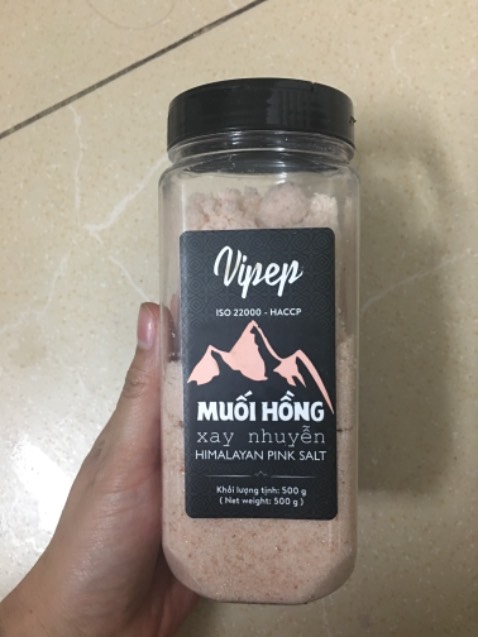 Vipep
ISO 22000 - HACCP
MUỐI HỒNG
xay nhuyễn
HIMALAYAN PINK SALT
Khối lượng tịnh: 500 g
( Net weight: 500 g )